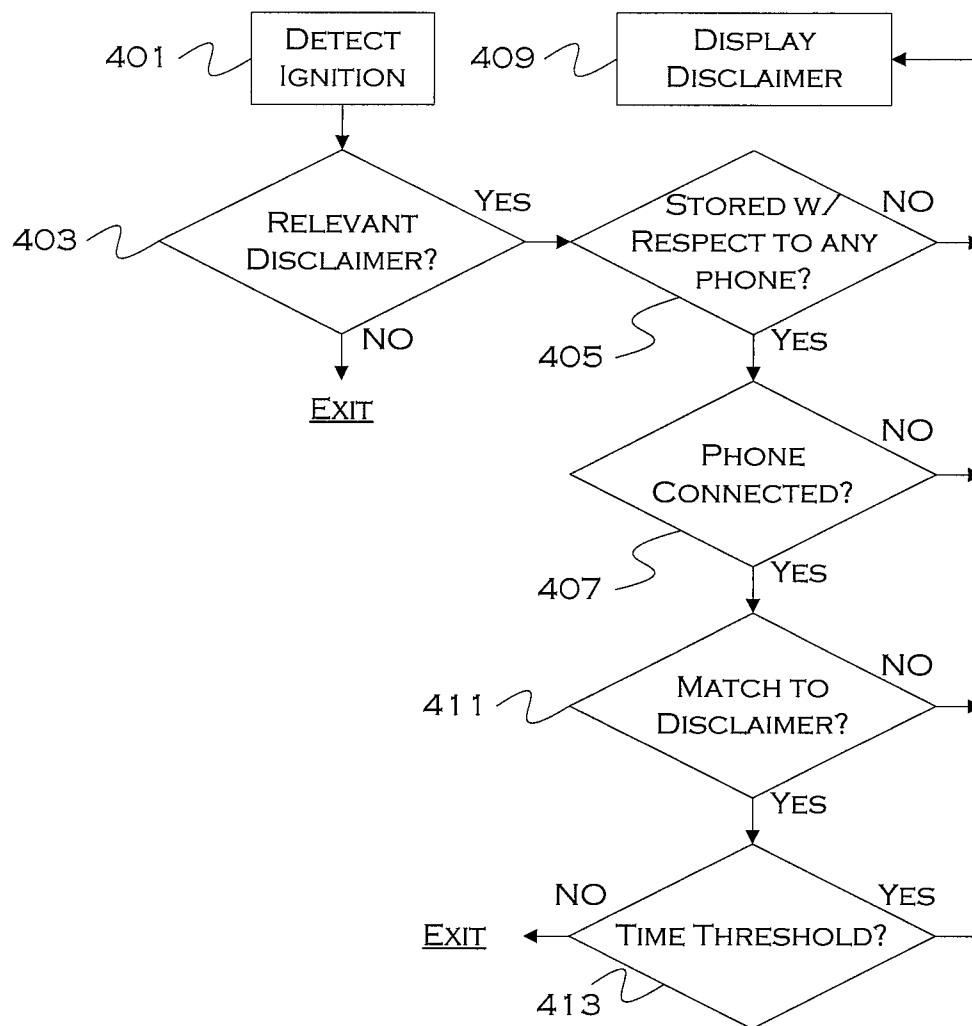 401
DETECT
IGNITION
409
DISPLAY
DISCLAIMER
403
RELEVANT
DISCLAIMER?
YES
NO
EXIT
STORED W/
RESPECT TO ANY
PHONE?
NO
405
YES
PHONE
CONNECTED?
NO
407
YES
411
MATCH TO
DISCLAIMER?
NO
YES
NO
YES
EXIT
TIME THRESHOLD?
413